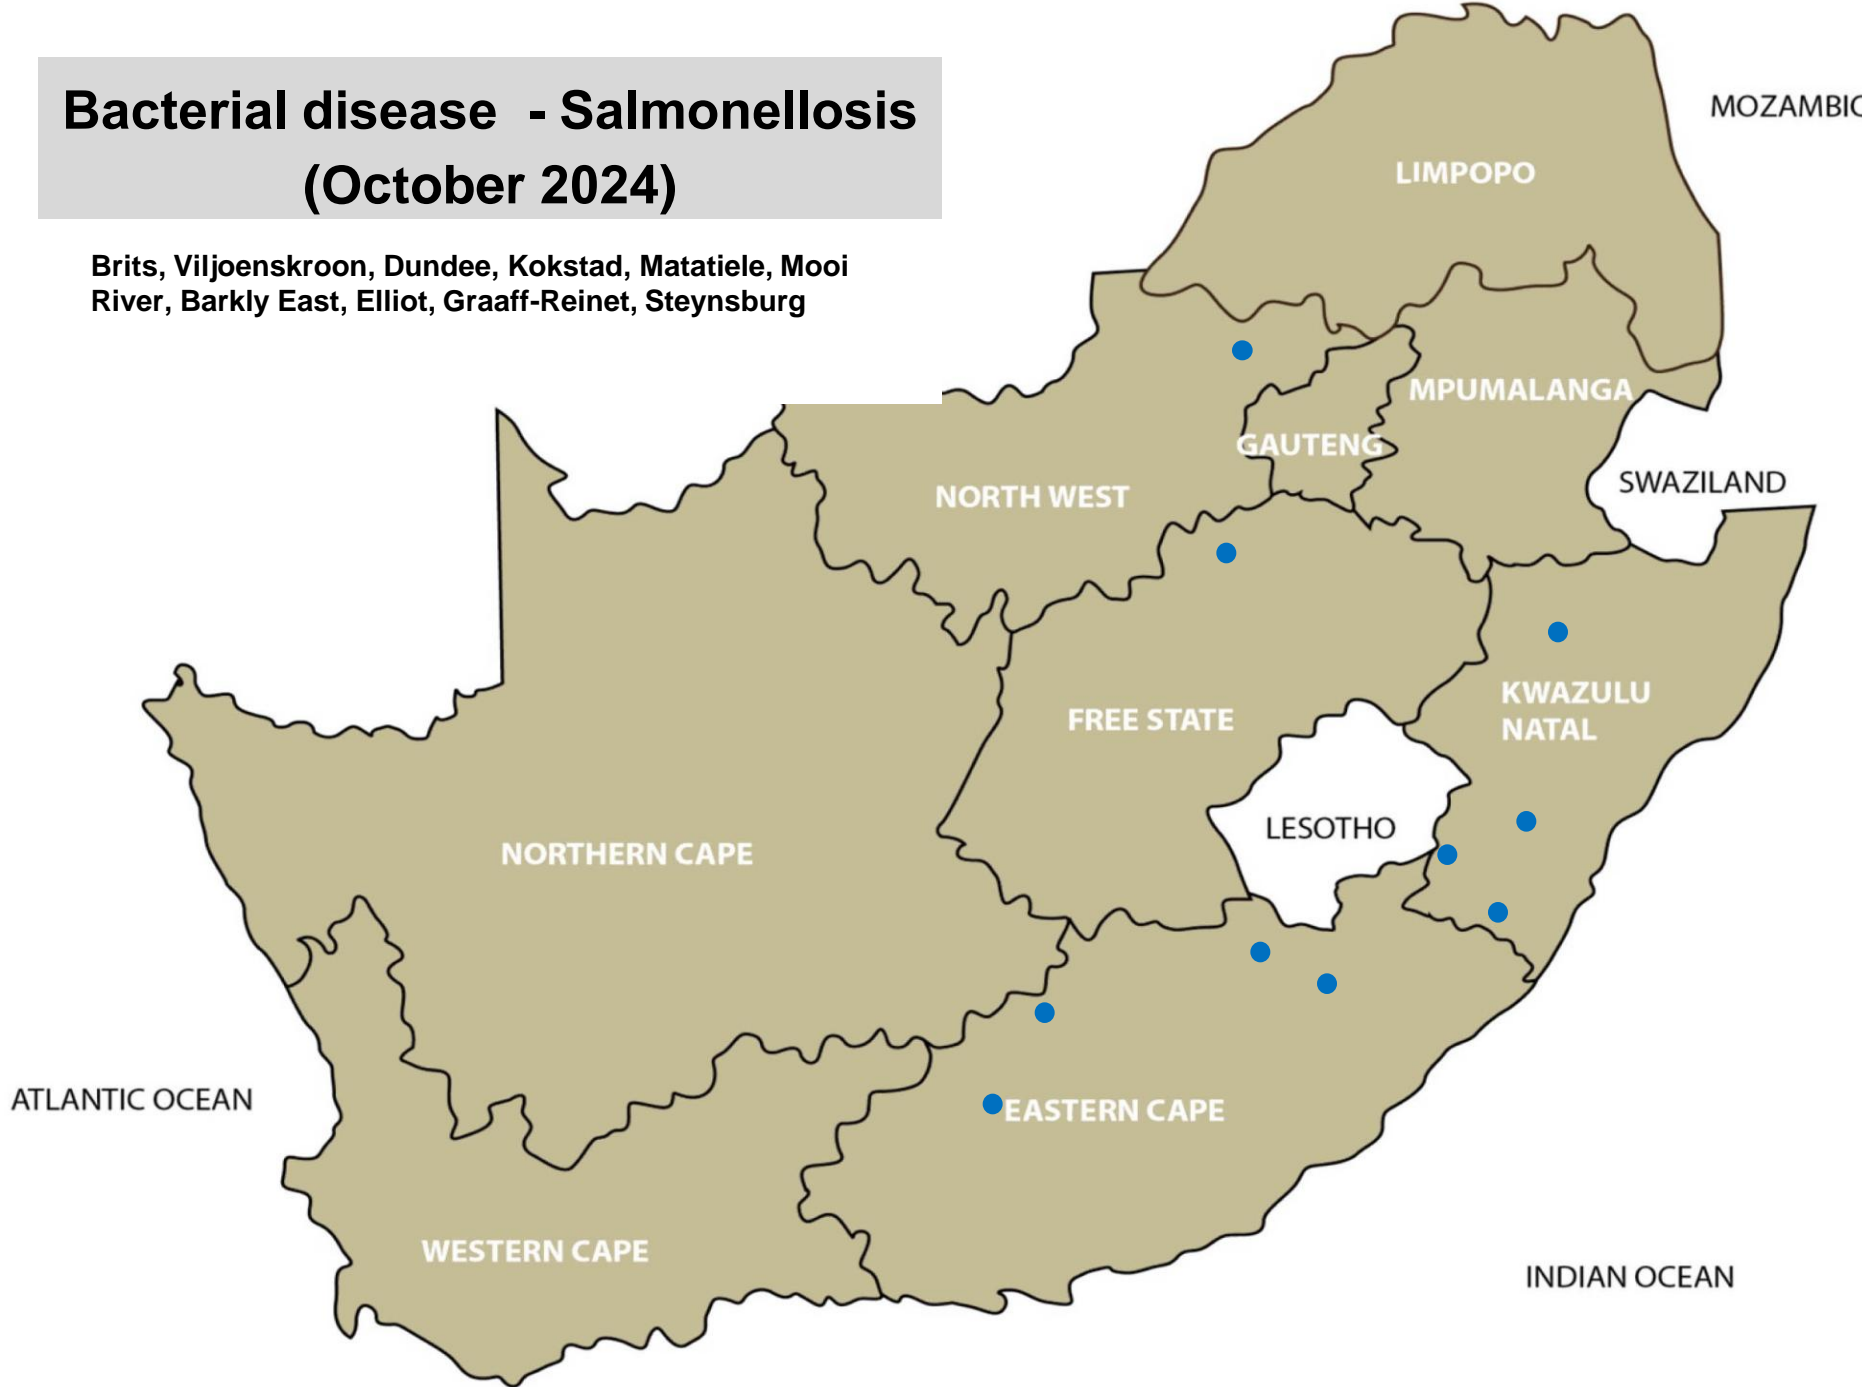 Bacterial disease - Salmonellosis
(October 2024)
Brits, Viljoenskroon, Dundee, Kokstad, Matatiele, Mooi
River, Barkly East, Elliot, Graaff-Reinet, Steynsburg
MOZAMBIC
LIMPOPO
MPUMALANGA
GAUTENG
SWAZILAND
NORTH WEST
KWAZULU
NATAL
FREE STATE
LESOTHO
NORTHERN CAPE
ATLANTIC OCEAN
EASTERN CAPE
WESTERN CAPE
INDIAN OCEAN